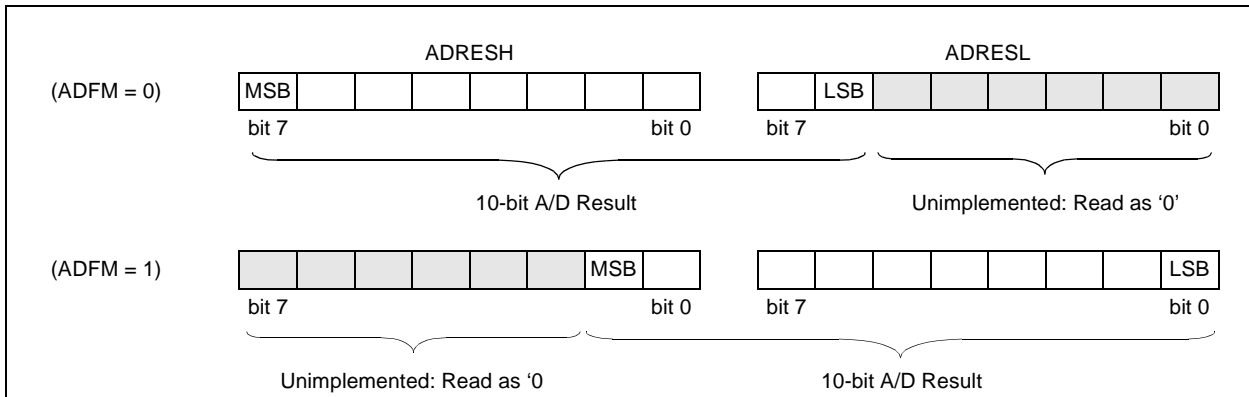 ADRESH ADRESL
(ADFM = 0) MSB LSB
bit 7 bit 0 bit 7 bit 0
10-bit A/D Result Unimplemented: Read as ‘0’
(ADFM = 1) MSB LSB
bit 7 bit 0 bit 7 bit 0
Unimplemented: Read as ‘0 10-bit A/D Result